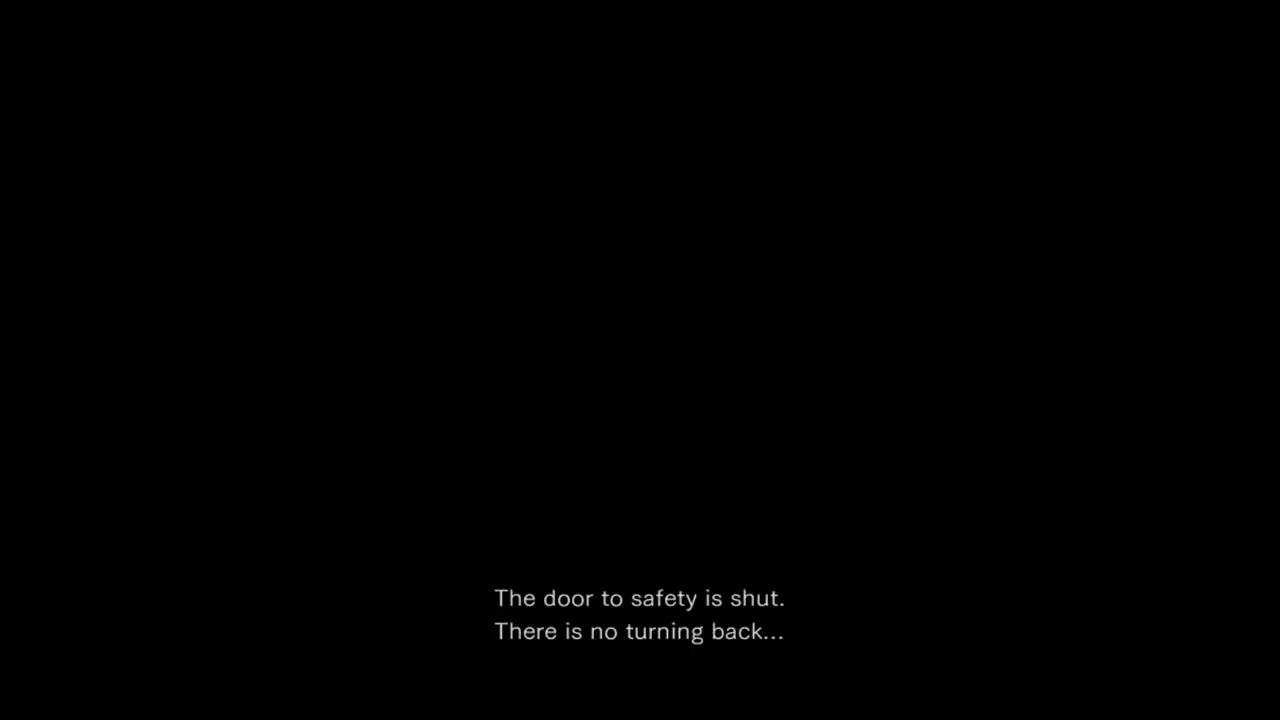 The door to safety is shut.
There is no turning back...